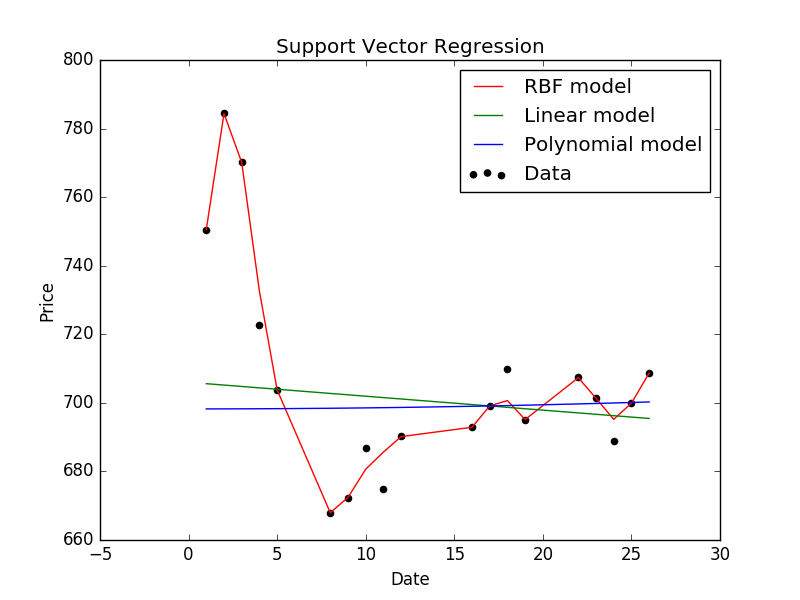 Support Vector Regression
RBF model
Linear model
Polynomial model
Data
800
780
760
740
720
700
680
660
Price
−5 0 5 10 15 20 25 30
Date